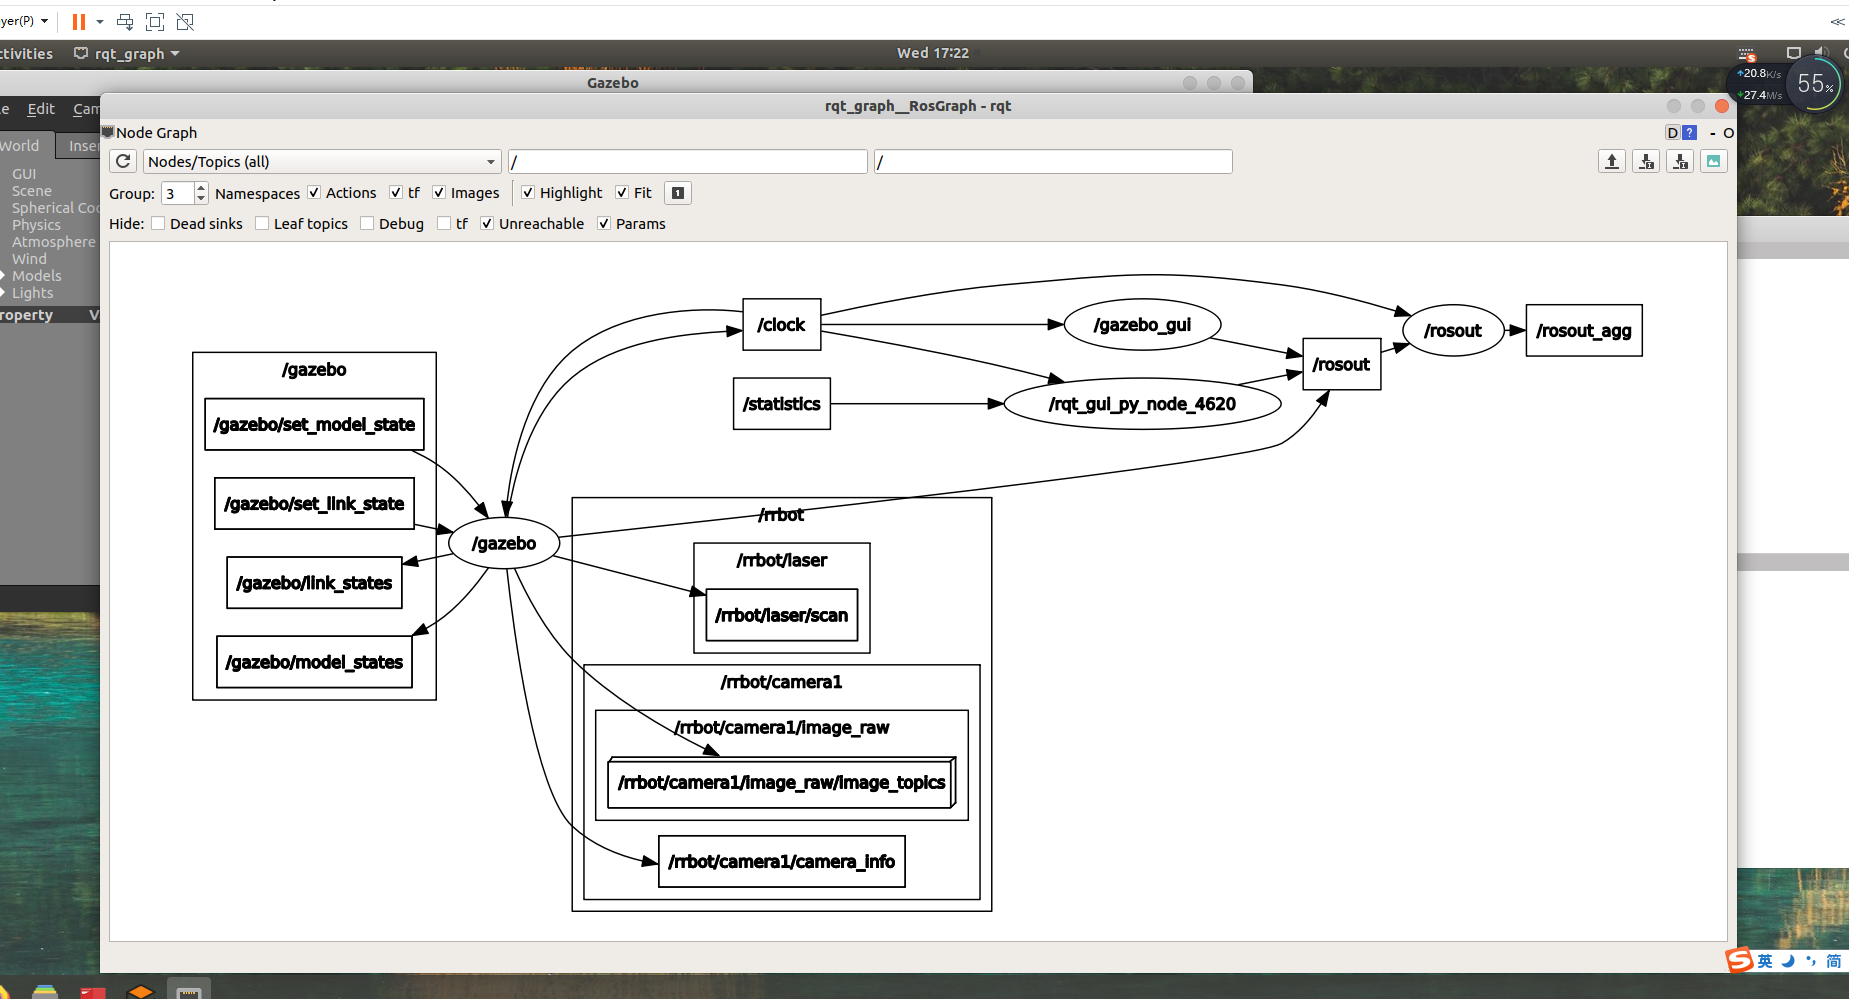 yer(P)
ctivities
rqt_graph
Wed 17:22
20.8K/s
27.4M/s
55%
Gazebo
le Edit Cam
rqt_graph__RosGraph - rqt
Node Graph
D ? - O
World Inser
Nodes/Topics (all)
/
/
GUI
Scene
Spherical Coo
Physics
Atmosphere
Wind
Models
Lights
roperty V
Group: 3 Namespaces Actions tf Images Highlight Fit 1
Hide: Dead sinks Leaf topics Debug tf Unreachable Params
/clock
/gazebo_gui
/rosout
/rosout_agg
/rosout
/statistics
/rqt_gui_py_node_4620
/gazebo
/gazebo/set_model_state
/gazebo/set_link_state
/gazebo/link_states
/gazebo/model_states
/gazebo
/rrbot
/rrbot/laser
/rrbot/laser/scan
/rrbot/camera1
/rrbot/camera1/image_raw
/rrbot/camera1/image_raw/image_topics
/rrbot/camera1/camera_info
S 英 简